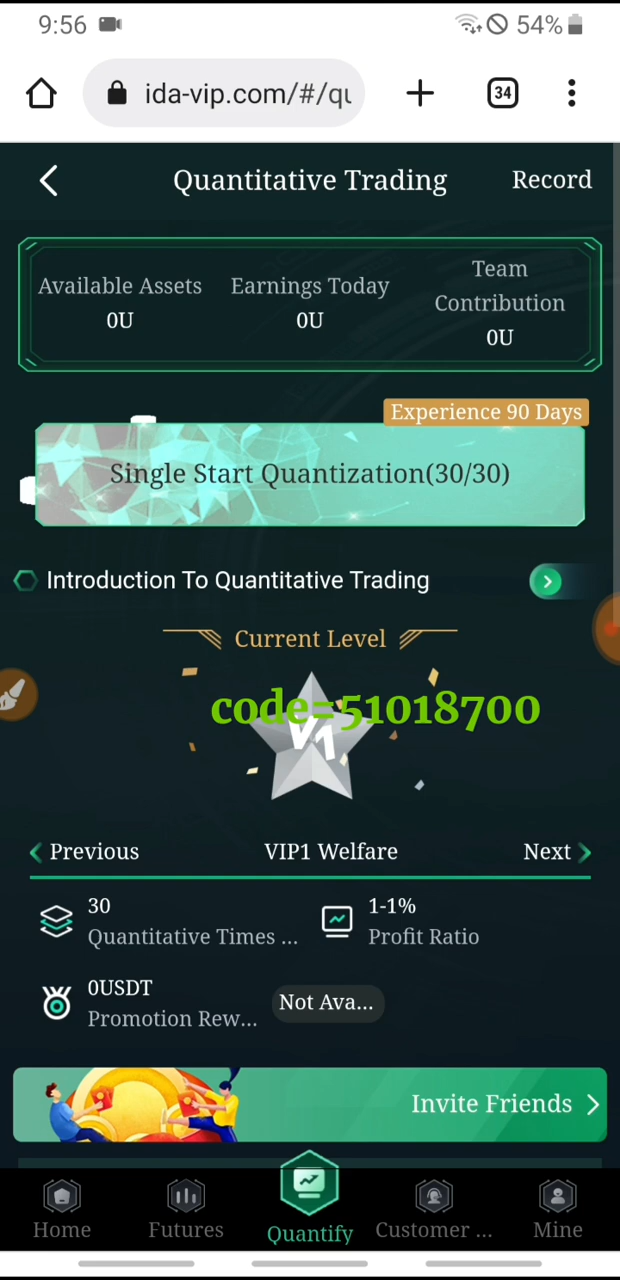 9:56 54%
ida-vip.com/#/qu 34
Quantitative Trading Record
Available Assets Earnings Today Team Contribution
0U 0U 0U
Experience 90 Days
Single Start Quantization(30/30)
Introduction To Quantitative Trading
Current Level
code=51018700
V1
Previous VIP1 Welfare Next
30 1-1%
Quantitative Times ... Profit Ratio
0USDT Not Ava...
Promotion Rew...
Invite Friends
Home Futures Quantify Customer ... Mine